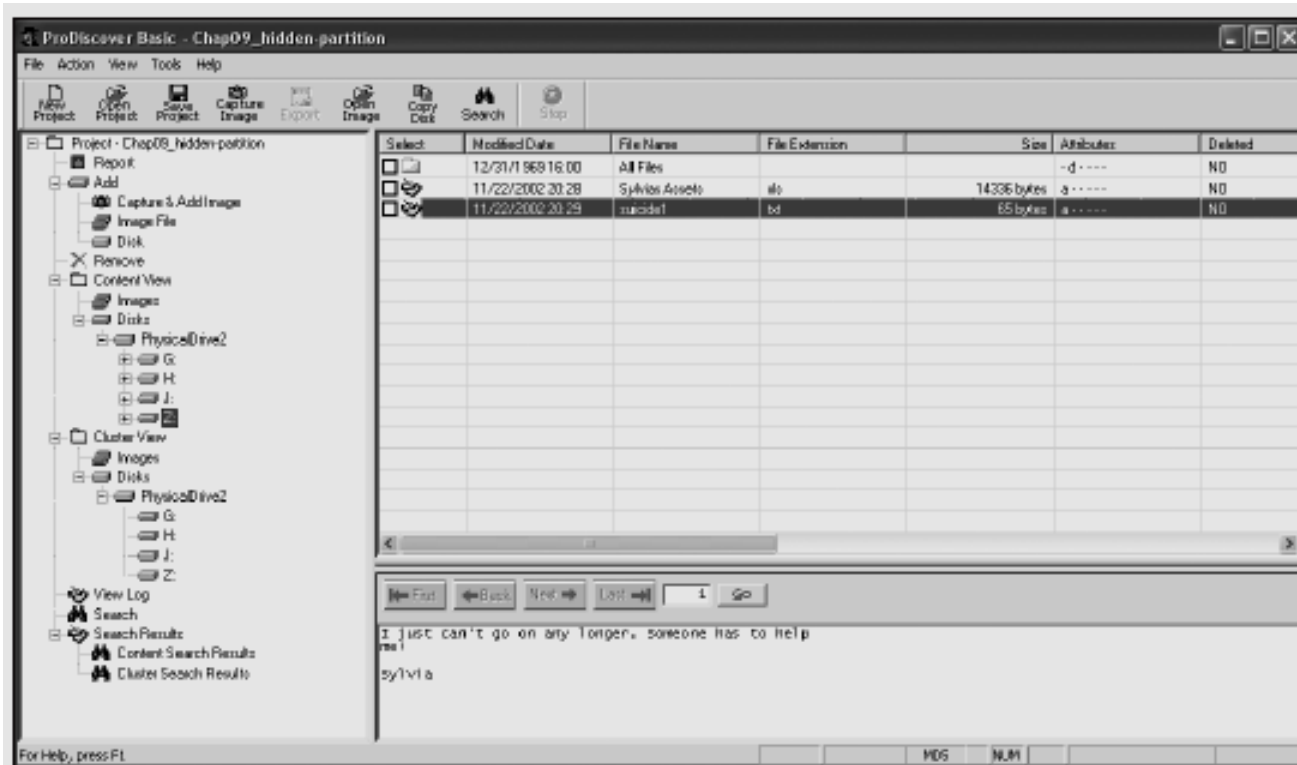 ProDiscover Basic - Chap09_hidden-partition
File Action View Tools Help
New Project Open Project Save Project Capture Image Export Open Image Copy Disk Search Stop
Project - Chap09_hidden-partition
Report
Add
Capture & Add Image
Image File
Disk
Remove
Content View
Images
Disks
PhysicalDrive2
G:
H:
J:
Z:
Cluster View
Images
Disks
PhysicalDrive2
G:
H:
J:
Z:
View Log
Search
Search Results
Content Search Results
Cluster Search Results
Select Modified Date File Name File Extension Size Attributes Deleted
12/31/1969 16:00 All Files -d---- NO
11/22/2002 20:28 Sylvias Assets xls 14336 bytes a----- NO
11/22/2002 20:29 suicide1 txt 65 bytes a----- NO
First Back Next Last 1 Go
I just can't go on any longer. Someone has to help
me!
sylvia
For Help, press F1 MD5 NUM